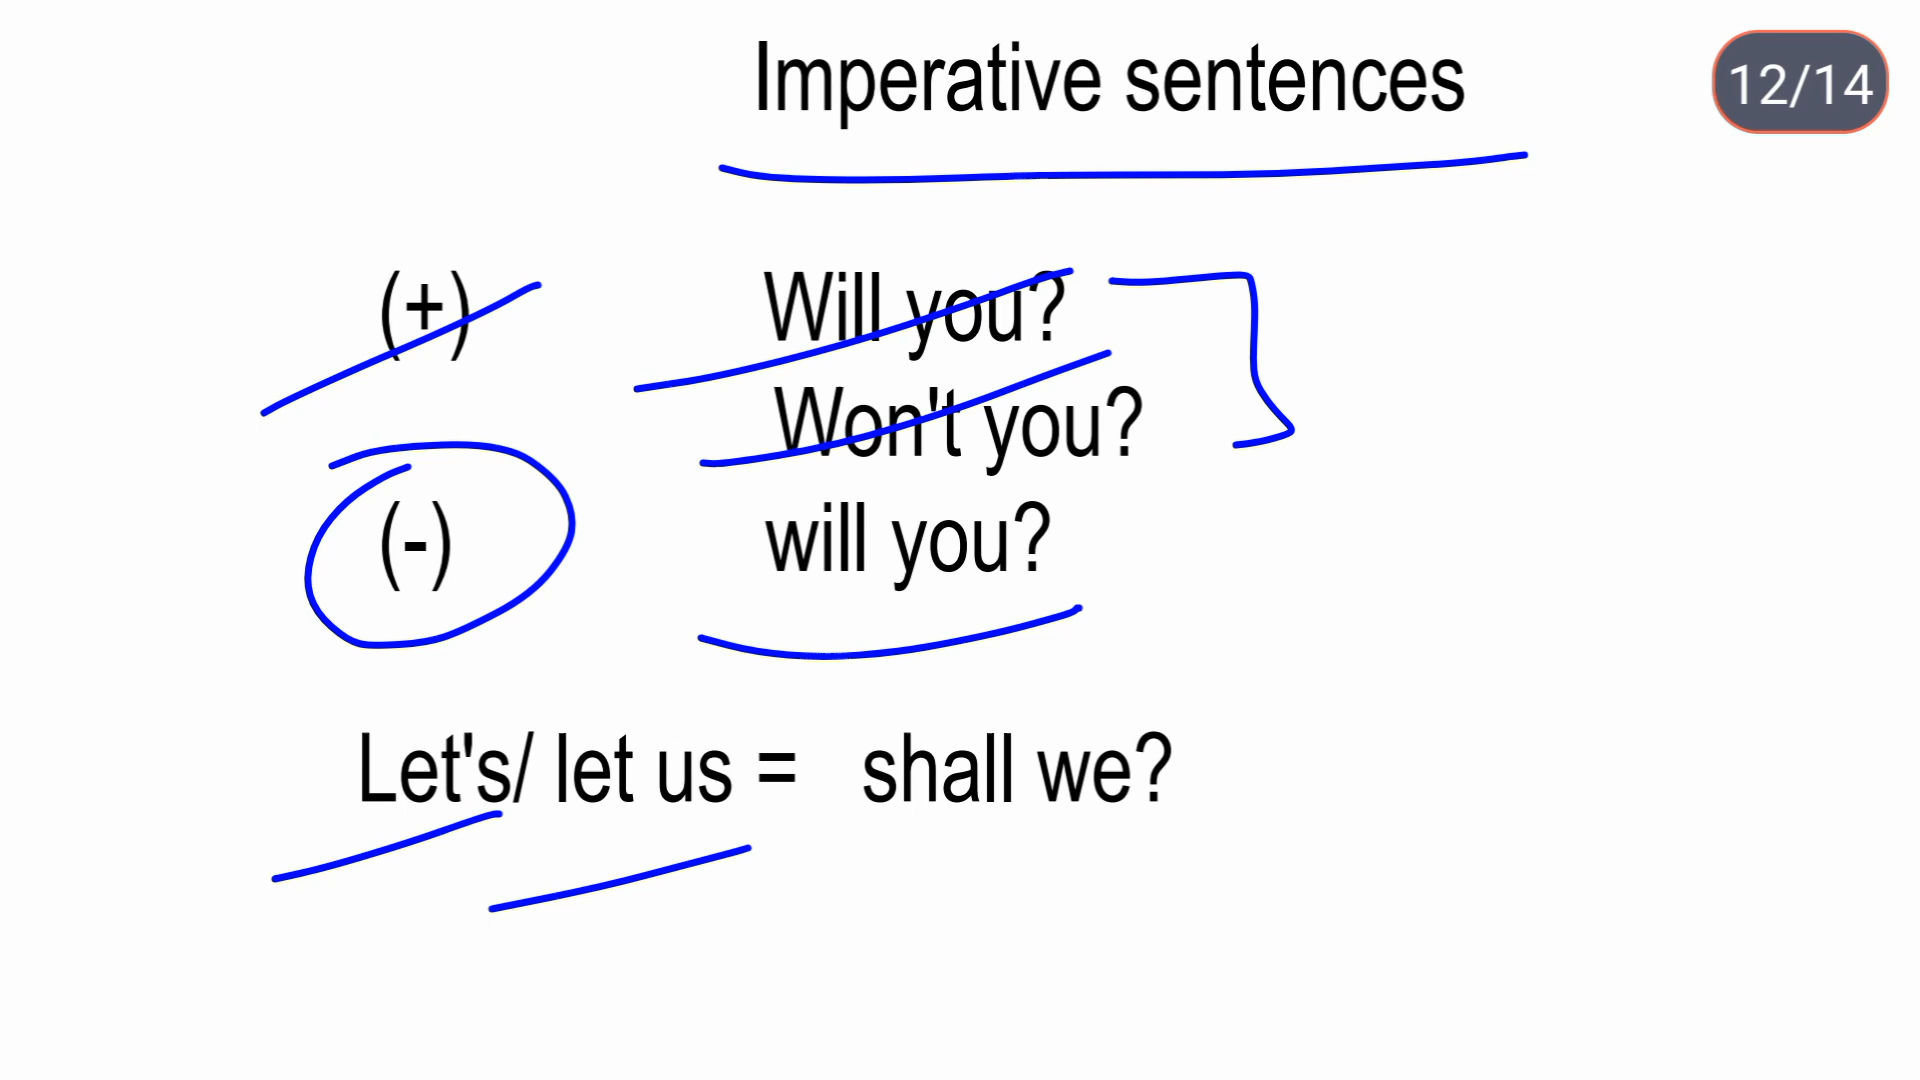 Imperative sentences
12/14
(+) Will you?
Won't you?
(-) will you?
Let's/ let us = shall we?